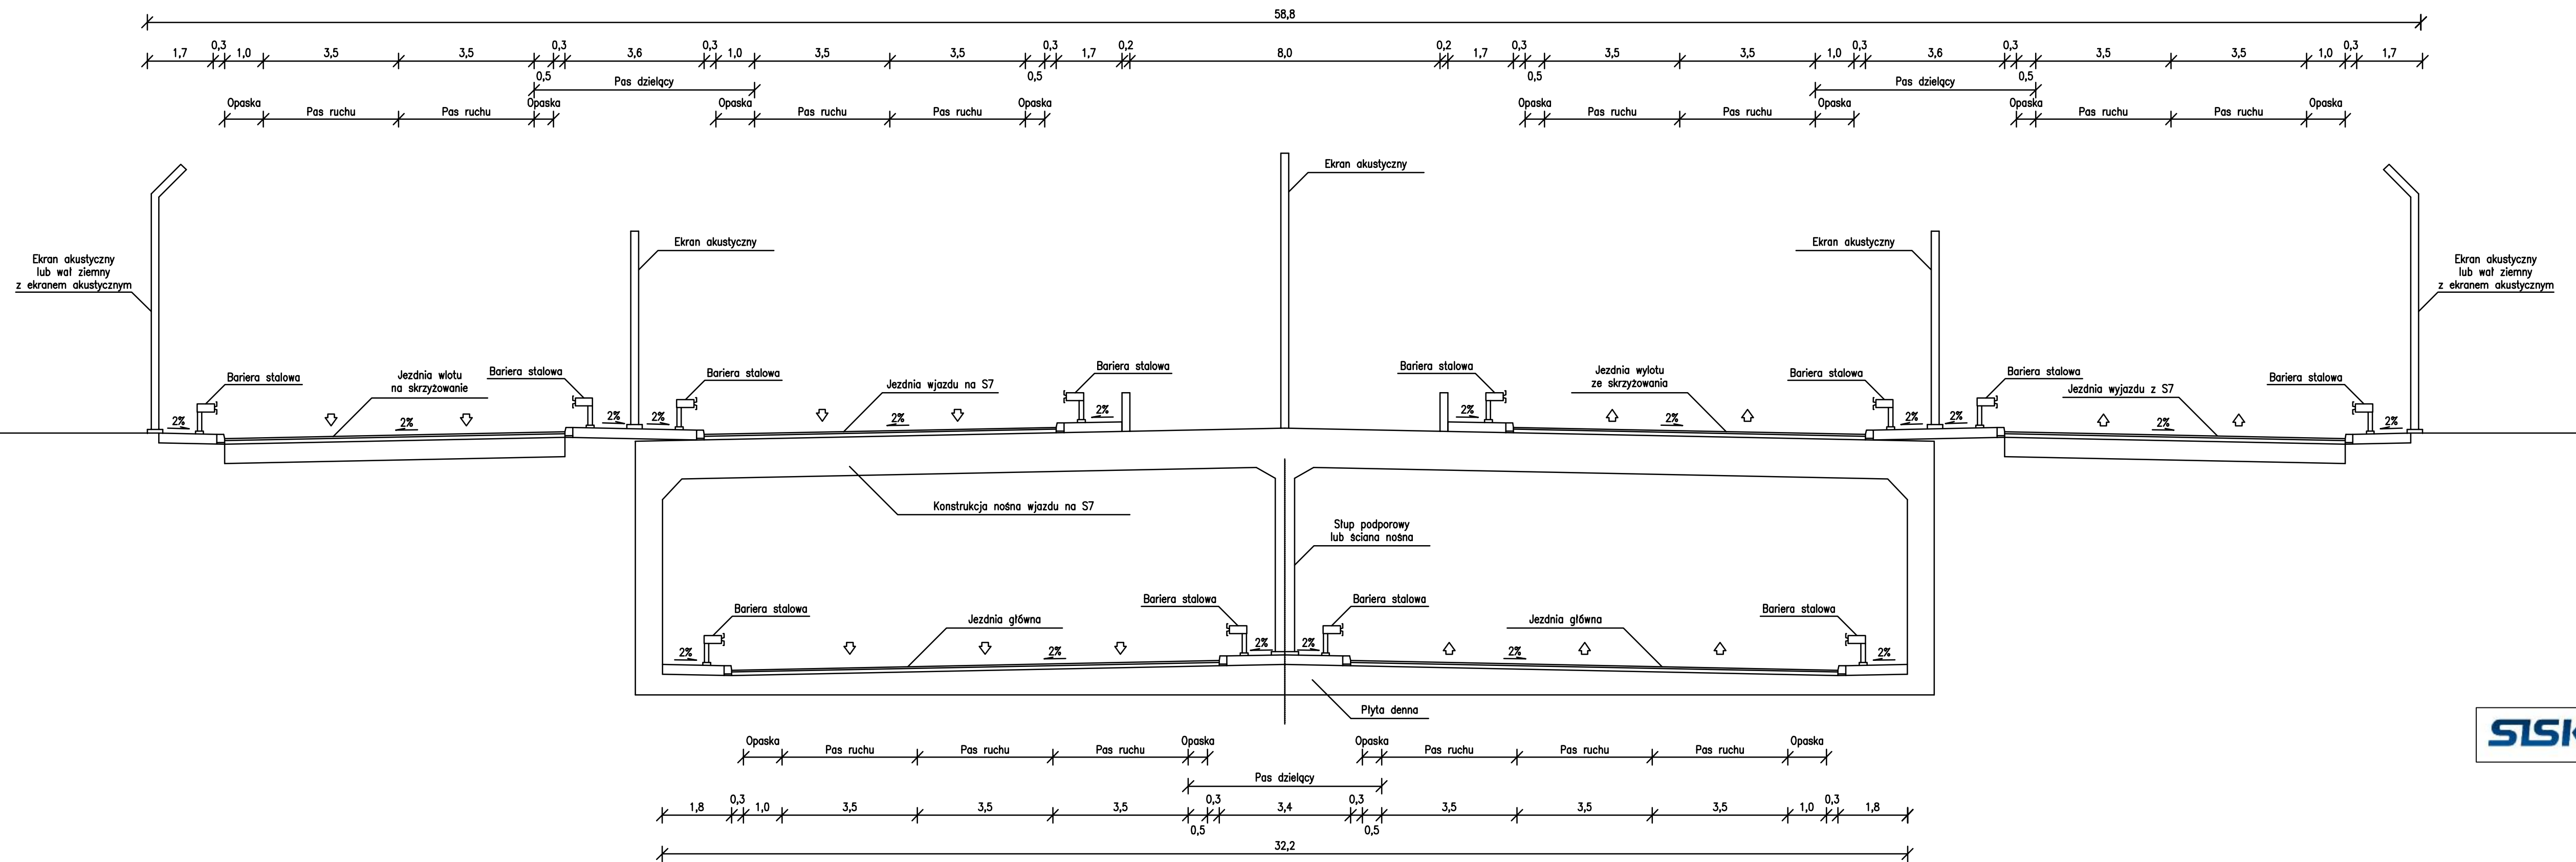 58,8
1,7 0,3 1,0 3,5 3,5 0,5 0,3 3,6 0,3 1,0 3,5 3,5 0,5 0,3 1,7 0,2 8,0 0,2 1,7 0,3 0,5 3,5 3,5 1,0 0,3 3,6 0,3 0,5 3,5 3,5 1,0 0,3 1,7
Pas dzielący Pas dzielący
Opaska Pas ruchu Pas ruchu Opaska Opaska Pas ruchu Pas ruchu Opaska Opaska Pas ruchu Pas ruchu Opaska Opaska Pas ruchu Pas ruchu Opaska
Ekran akustyczny
Ekran akustyczny Ekran akustyczny
Ekran akustyczny
lub wał ziemny
z ekranem akustycznym
Ekran akustyczny
lub wał ziemny
z ekranem akustycznym
Bariera stalowa
Jezdnia wlotu
na skrzyżowanie
Bariera stalowa
Bariera stalowa
Jezdnia wjazdu na S7
Bariera stalowa
Bariera stalowa
Jezdnia wylotu
ze skrzyżowania
Bariera stalowa
Bariera stalowa
Jezdnia wyjazdu z S7
Bariera stalowa
2% 2% 2% 2% 2% 2% 2% 2% 2% 2% 2% 2%
Konstrukcja nośna wjazdu na S7
Słup podporowy
lub ściana nośna
Bariera stalowa
Jezdnia główna
Bariera stalowa
Bariera stalowa
Jezdnia główna
Bariera stalowa
2% 2% 2% 2% 2% 2%
Płyta denna
Opaska Pas ruchu Pas ruchu Pas ruchu Opaska Opaska Pas ruchu Pas ruchu Pas ruchu Opaska
Pas dzielący
1,8 0,3 1,0 3,5 3,5 3,5 0,5 0,3 3,4 0,3 0,5 3,5 3,5 3,5 1,0 0,3 1,8
32,2